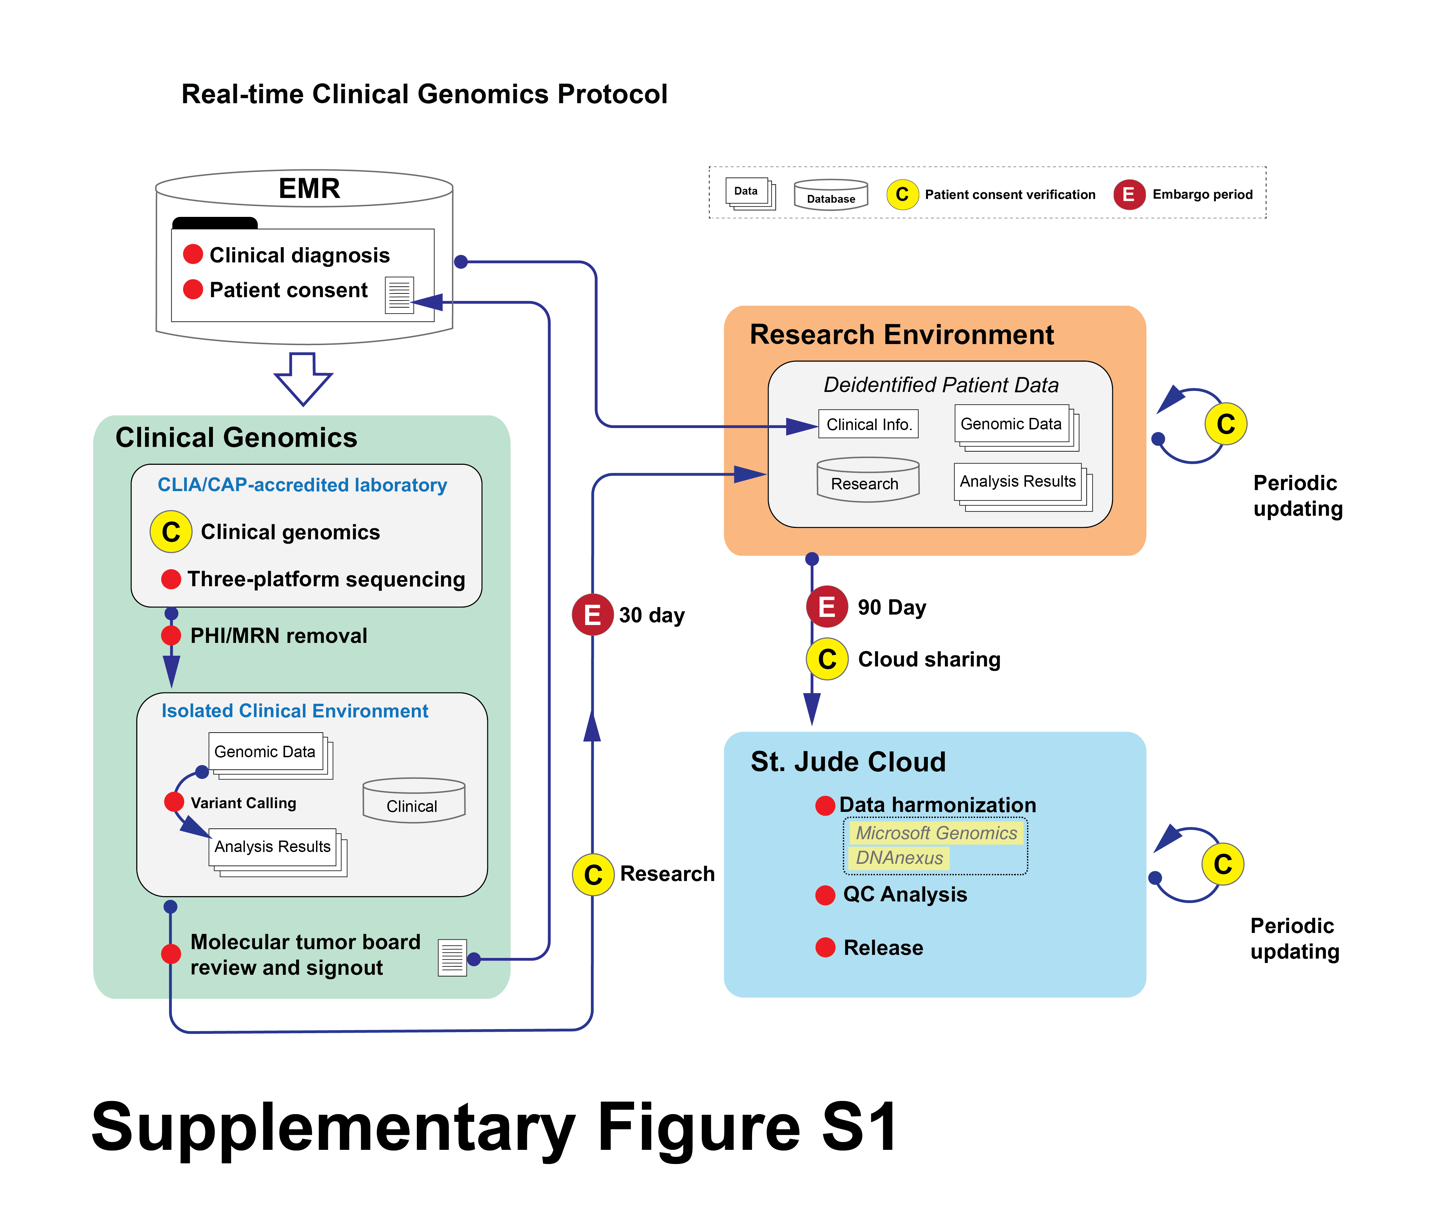 Real-time Clinical Genomics Protocol
EMR
Clinical diagnosis
Patient consent
Data
Database
C
Patient consent verification
E
Embargo period
Clinical Genomics
CLIA/CAP-accredited laboratory
C
Clinical genomics
Three-platform sequencing
PHI/MRN removal
Isolated Clinical Environment
Genomic Data
Variant Calling
Clinical
Analysis Results
Molecular tumor board
review and signout
E
30 day
C
Research
Research Environment
Deidentified Patient Data
Clinical Info.
Genomic Data
Research
Analysis Results
C
Periodic
updating
E
90 Day
C
Cloud sharing
St. Jude Cloud
Data harmonization
Microsoft Genomics
DNAnexus
QC Analysis
Release
C
Periodic
updating
Supplementary Figure S1